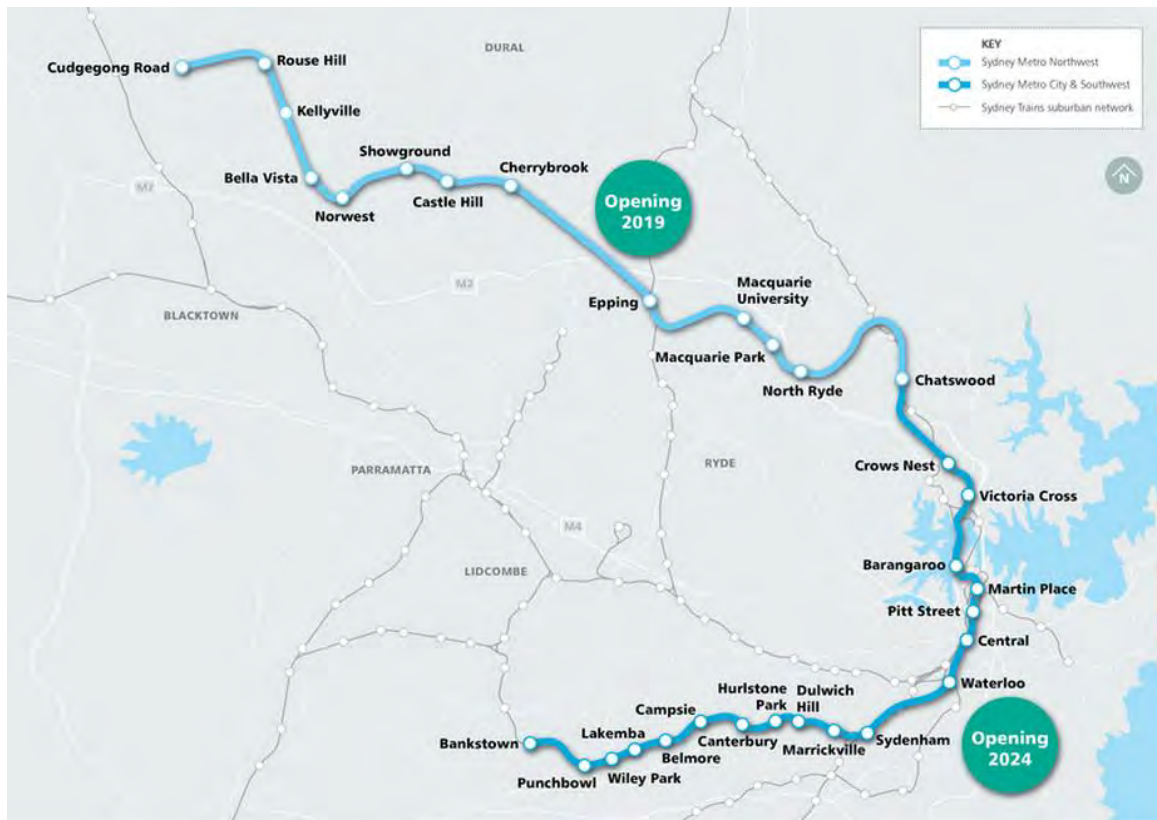 DURAL
KEY
Sydney Metro Northwest
Sydney Metro City & Southwest
Sydney Trains suburban network
N
Cudgegong Road
Rouse Hill
Kellyville
Showground
Cherrybrook
Bella Vista
Norwest
Castle Hill
M7
Opening
2019
M2
Macquarie
University
Epping
BLACKTOWN
Macquarie Park
North Ryde
Chatswood
PARRAMATTA
RYDE
Crows Nest
Victoria Cross
M4
LIDCOMBE
Barangaroo
Martin Place
Pitt Street
Central
Waterloo
Hurlstone
Park
Dulwich
Hill
Campsie
Lakemba
Bankstown
Canterbury
Sydenham
Marrickville
Belmore
Wiley Park
Punchbowl
Opening
2024